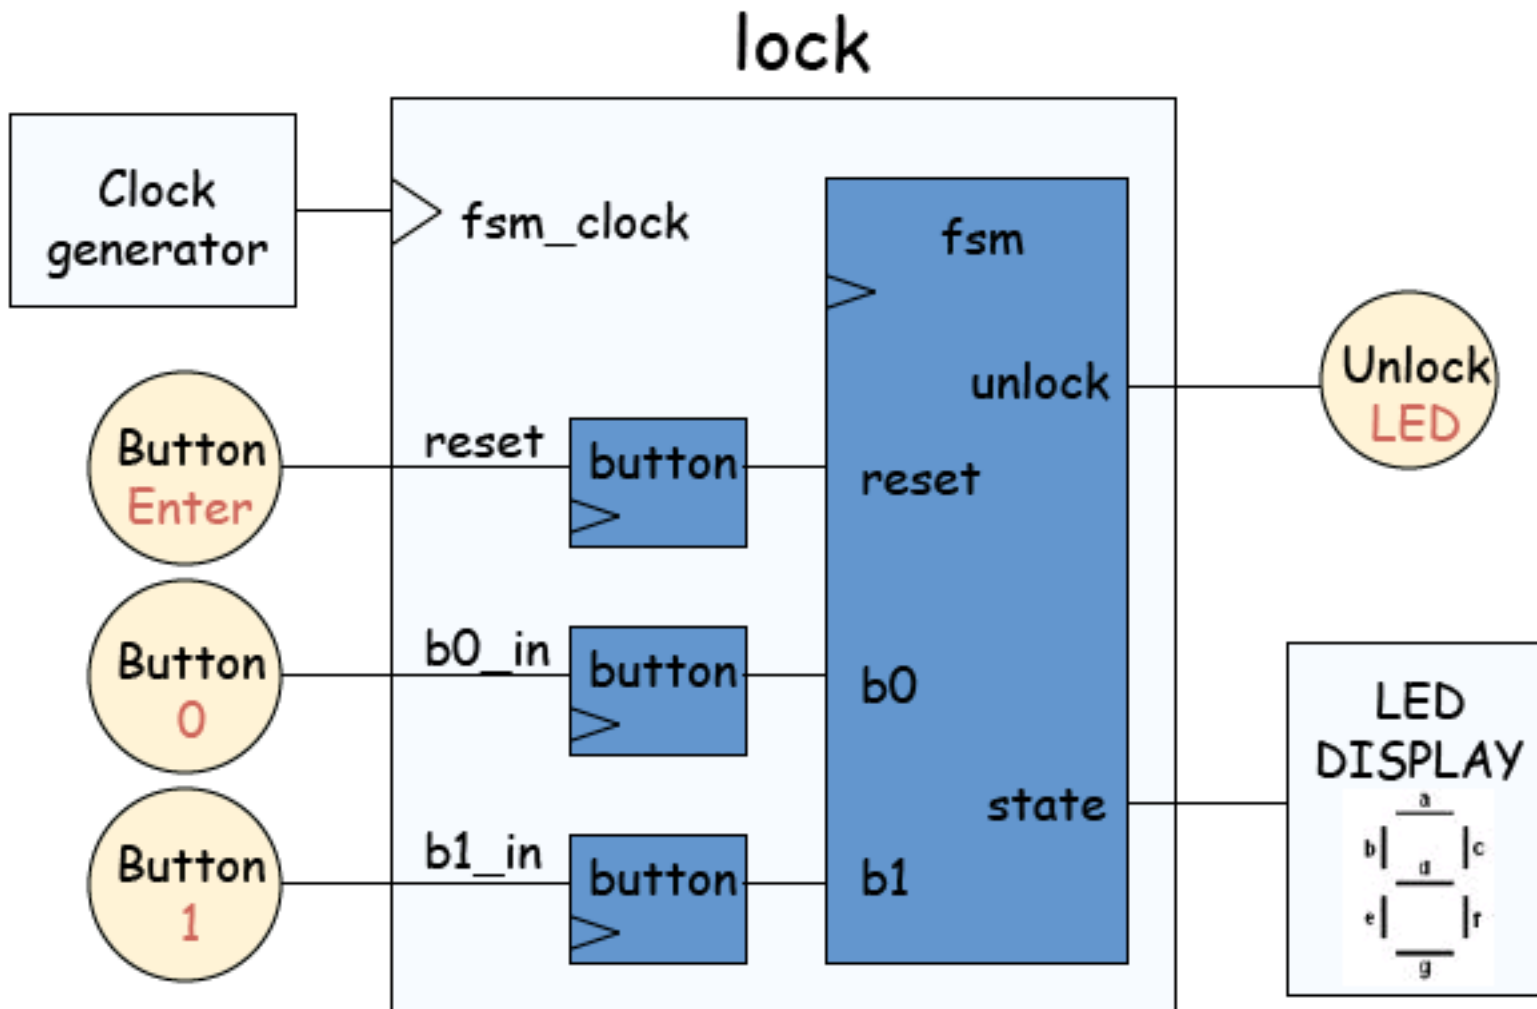 lock
Clock
generator
fsm_clock
fsm
unlock
Unlock
LED
Button
Enter
reset
button
reset
Button
0
b0_in
button
b0
state
LED
DISPLAY
a
b
c
d
e
f
g
Button
1
b1_in
button
b1